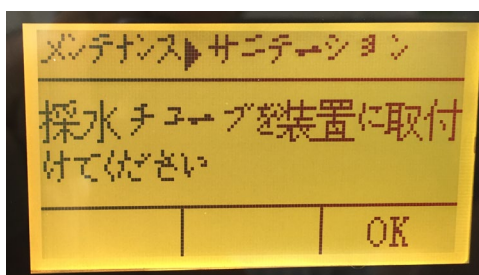 メンテナンス▶サニテーション
採水チューブを装置に取付
けてください
OK